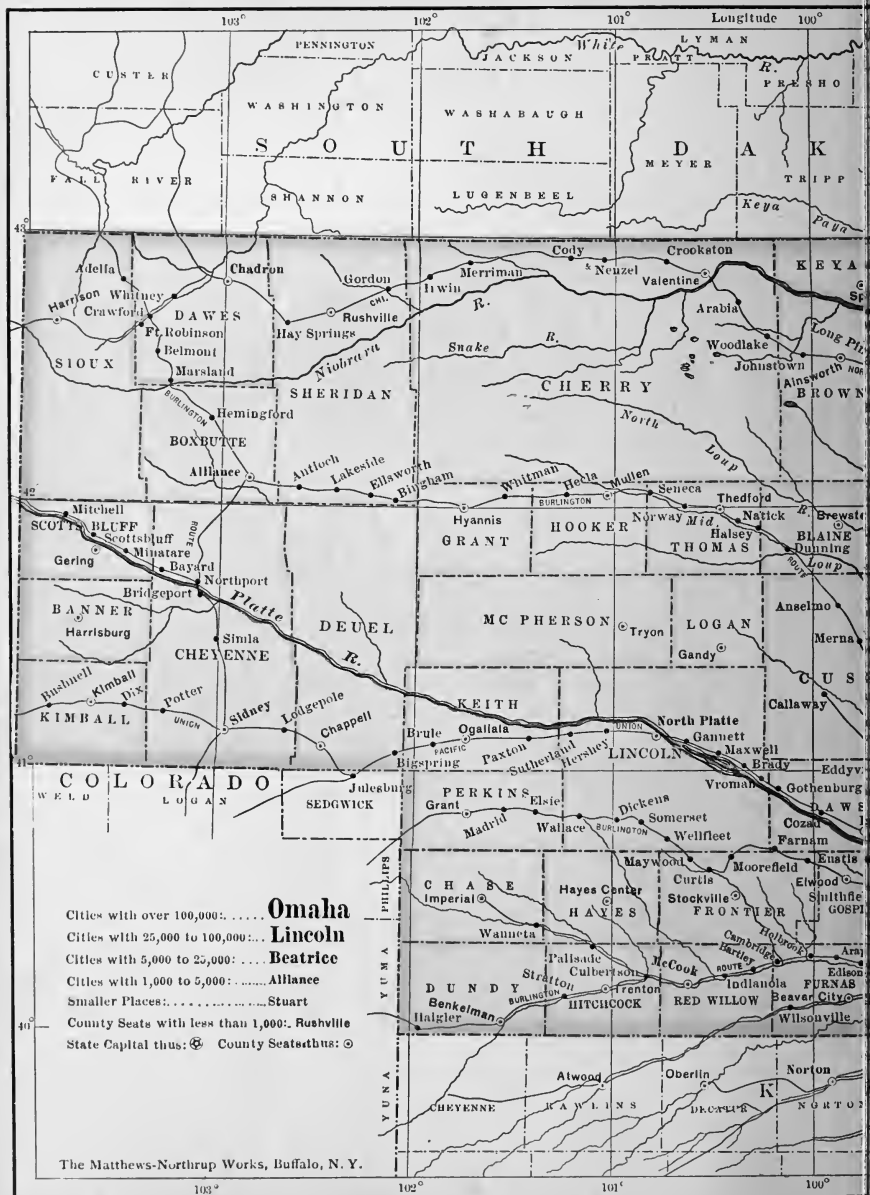 103° 102° 101° Longitude 100°
PENNINGTON White LYMAN
JACKSON PRATT R.
CUSTER PRESHO
WASHINGTON WASHABAUGH
SOUTH DAK
MEYER
FALL RIVER TRIPP
SHANNON LUGENBEEL Keya Paya
43°
Cody Crookston
Adelia Chadron Merriman & Nenzel KEYA
Gordon Valentine
Harrison Whitney CHI. Irwin Sp
Crawford DAWES Rushville R. Arabia
Ft. Robinson Hay Springs Long Pin
Belmont Snake R. Woodlake
SIOUX Niobrara Johnstown
Marsland CHERRY Ainsworth NOR
SHERIDAN BROWN
BURLINGTON Hemingford North
BOXBUTTE
Antioch Loup
Alliance Lakeside
Ellsworth Whitman Hecla Mullen
42° Bingham Seneca
Mitchell BURLINGTON Thedford R.
SCOTTS BLUFF Hyannis Norway Mid. Natick Brewste
Scottsbluff ROUTE HOOKER Halsey BLAINE
Gering Minatare GRANT THOMAS Dunning
Bayard ROUTE Loup
Northport
Bridgeport Platte Anselmo
BANNER DEUEL MC PHERSON LOGAN
Harrisburg Tryon
Simla R. Gandy Merna
CHEYENNE CUS
Kimball
Bushnell Dix Potter KEITH Callaway
KIMBALL UNION Sidney Lodgepole North Platte
Chappell Brule Ogallala UNION Gannett
41° PACIFIC Paxton Sutherland Hershey LINCOLN Maxwell
Bigspring Brady Eddyv
COLORADO Julesburg Vroman Gothenburg
WELD LOGAN SEDGWICK PERKINS DAWS
Grant Elsie Dickens Cozad
Madrid Wallace BURLINGTON Somerset
Wellfleet Farnam
PHILLIPS Maywood Moorefield Eustis
CHASE Hayes Center Curtis Elwood
Imperial Stockville Smithfie
HAYES FRONTIER GOSP
Wauneta Holbrook
Palisade Cambridge Arap
YUMA Culbertson McCook Bartley
ROUTE Edison
DUNDY Stratton Trenton Indianola FURNAS
BURLINGTON HITCHCOCK RED WILLOW Beaver City
Benkelman
40° Haigler Wilsonville
Cities with over 100,000: Omaha
Cities with 25,000 to 100,000: Lincoln
Cities with 5,000 to 25,000: Beatrice
Cities with 1,000 to 5,000: Alliance
Smaller Places: Stuart
County Seats with less than 1,000: Rushville
State Capital thus: County Seats thus:
YUNA Atwood Oberlin Norton
K
CHEYENNE RAWLINS DECATUR NORTON
The Matthews-Northrup Works, Buffalo, N. Y.
103° 102° 101° 100°